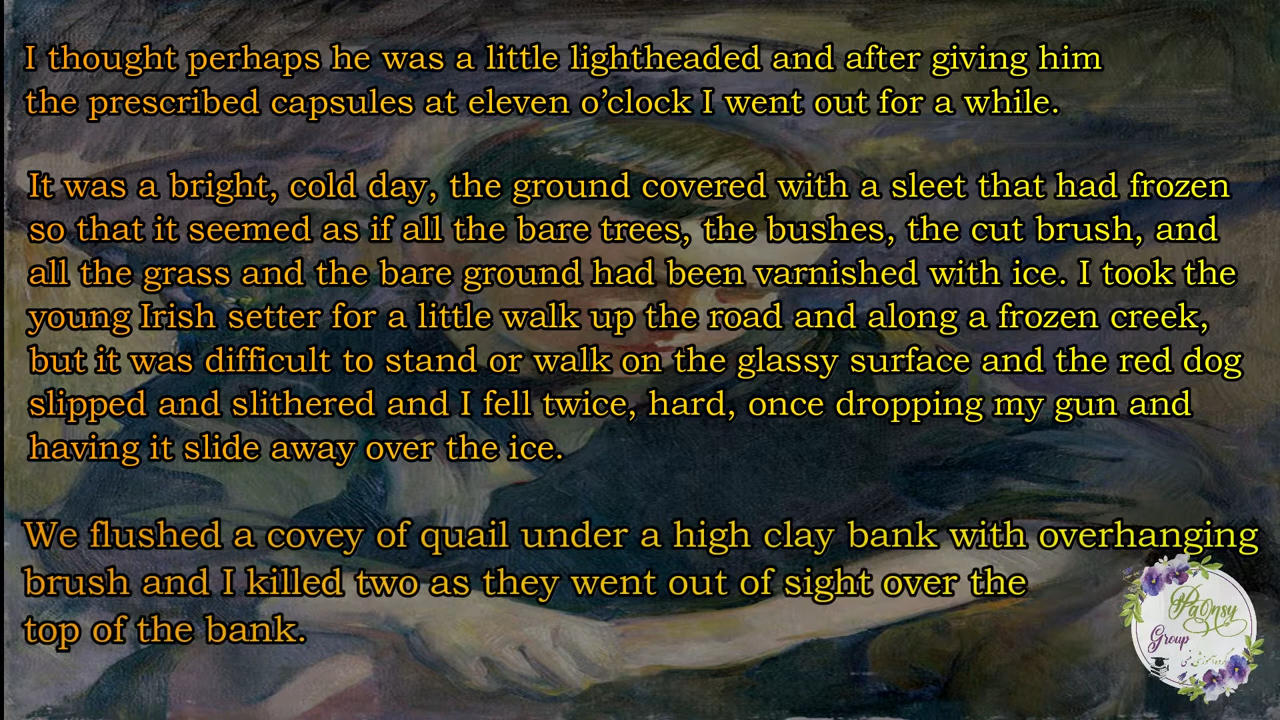 I thought perhaps he was a little lightheaded and after giving him
the prescribed capsules at eleven o’clock I went out for a while.
It was a bright, cold day, the ground covered with a sleet that had frozen
so that it seemed as if all the bare trees, the bushes, the cut brush, and
all the grass and the bare ground had been varnished with ice. I took the
young Irish setter for a little walk up the road and along a frozen creek,
but it was difficult to stand or walk on the glassy surface and the red dog
slipped and slithered and I fell twice, hard, once dropping my gun and
having it slide away over the ice.
We flushed a covey of quail under a high clay bank with overhanging
brush and I killed two as they went out of sight over the
top of the bank.
Group